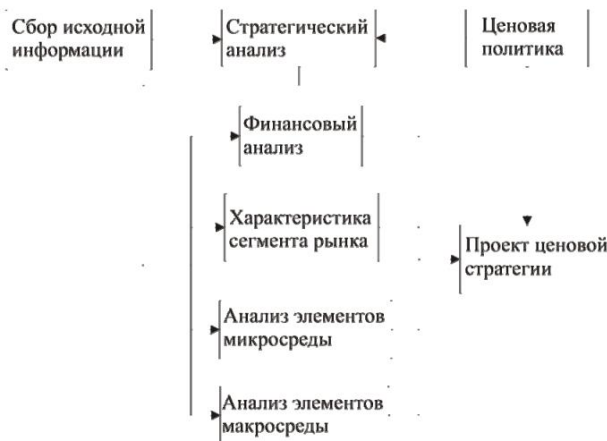 Сбор исходной
информации
Стратегический
анализ
Ценовая
политика
Финансовый
анализ
Характеристика
сегмента рынка
Проект ценовой
стратегии
Анализ элементов
микросреды
Анализ элементов
макросреды